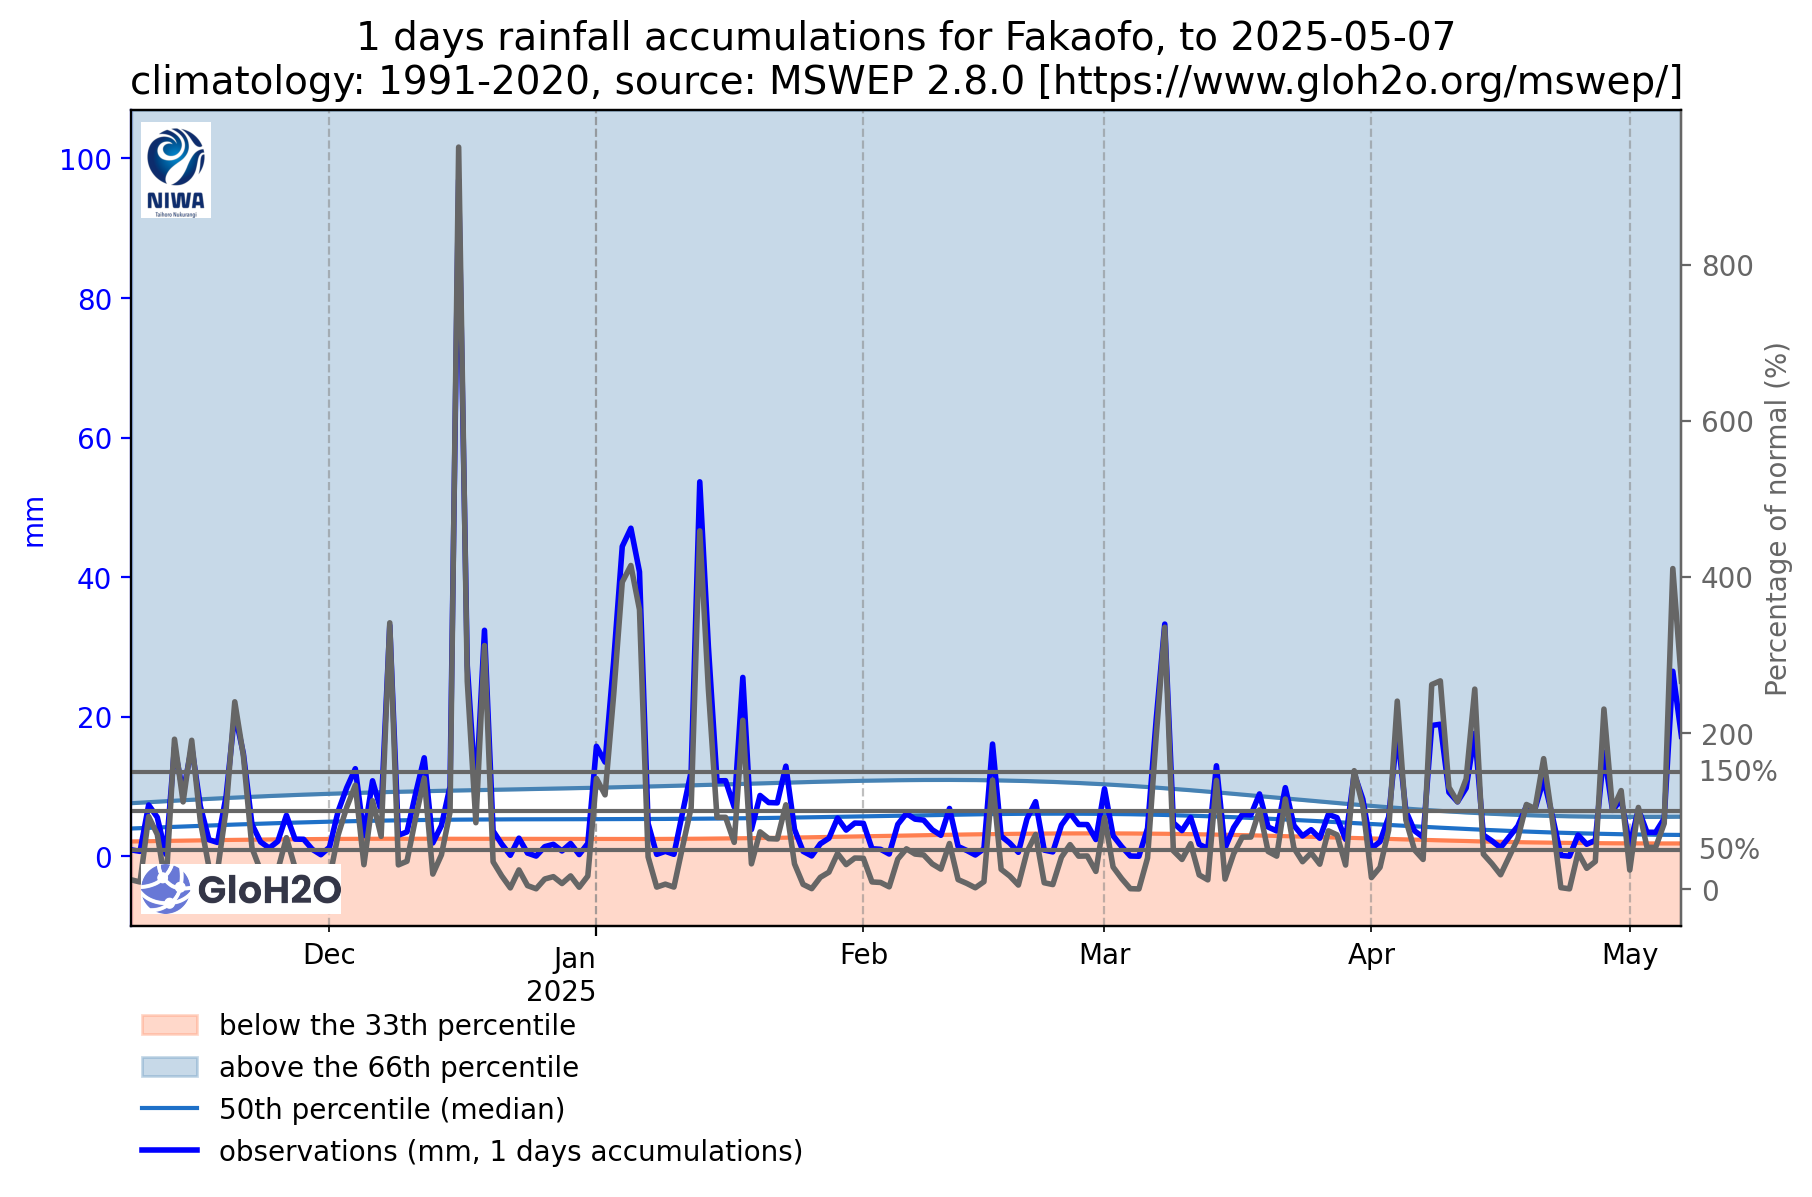 1 days rainfall accumulations for Fakaofo, to 2025-05-07
climatology: 1991-2020, source: MSWEP 2.8.0 [https://www.gloh2o.org/mswep/]
NIWA
Taihoro Nukurangi
100
80
60
40
20
0
mm
800
600
400
200
150%
50%
0
Percentage of normal (%)
GloH2O
Dec
Jan
2025
Feb
Mar
Apr
May
below the 33th percentile
above the 66th percentile
50th percentile (median)
observations (mm, 1 days accumulations)